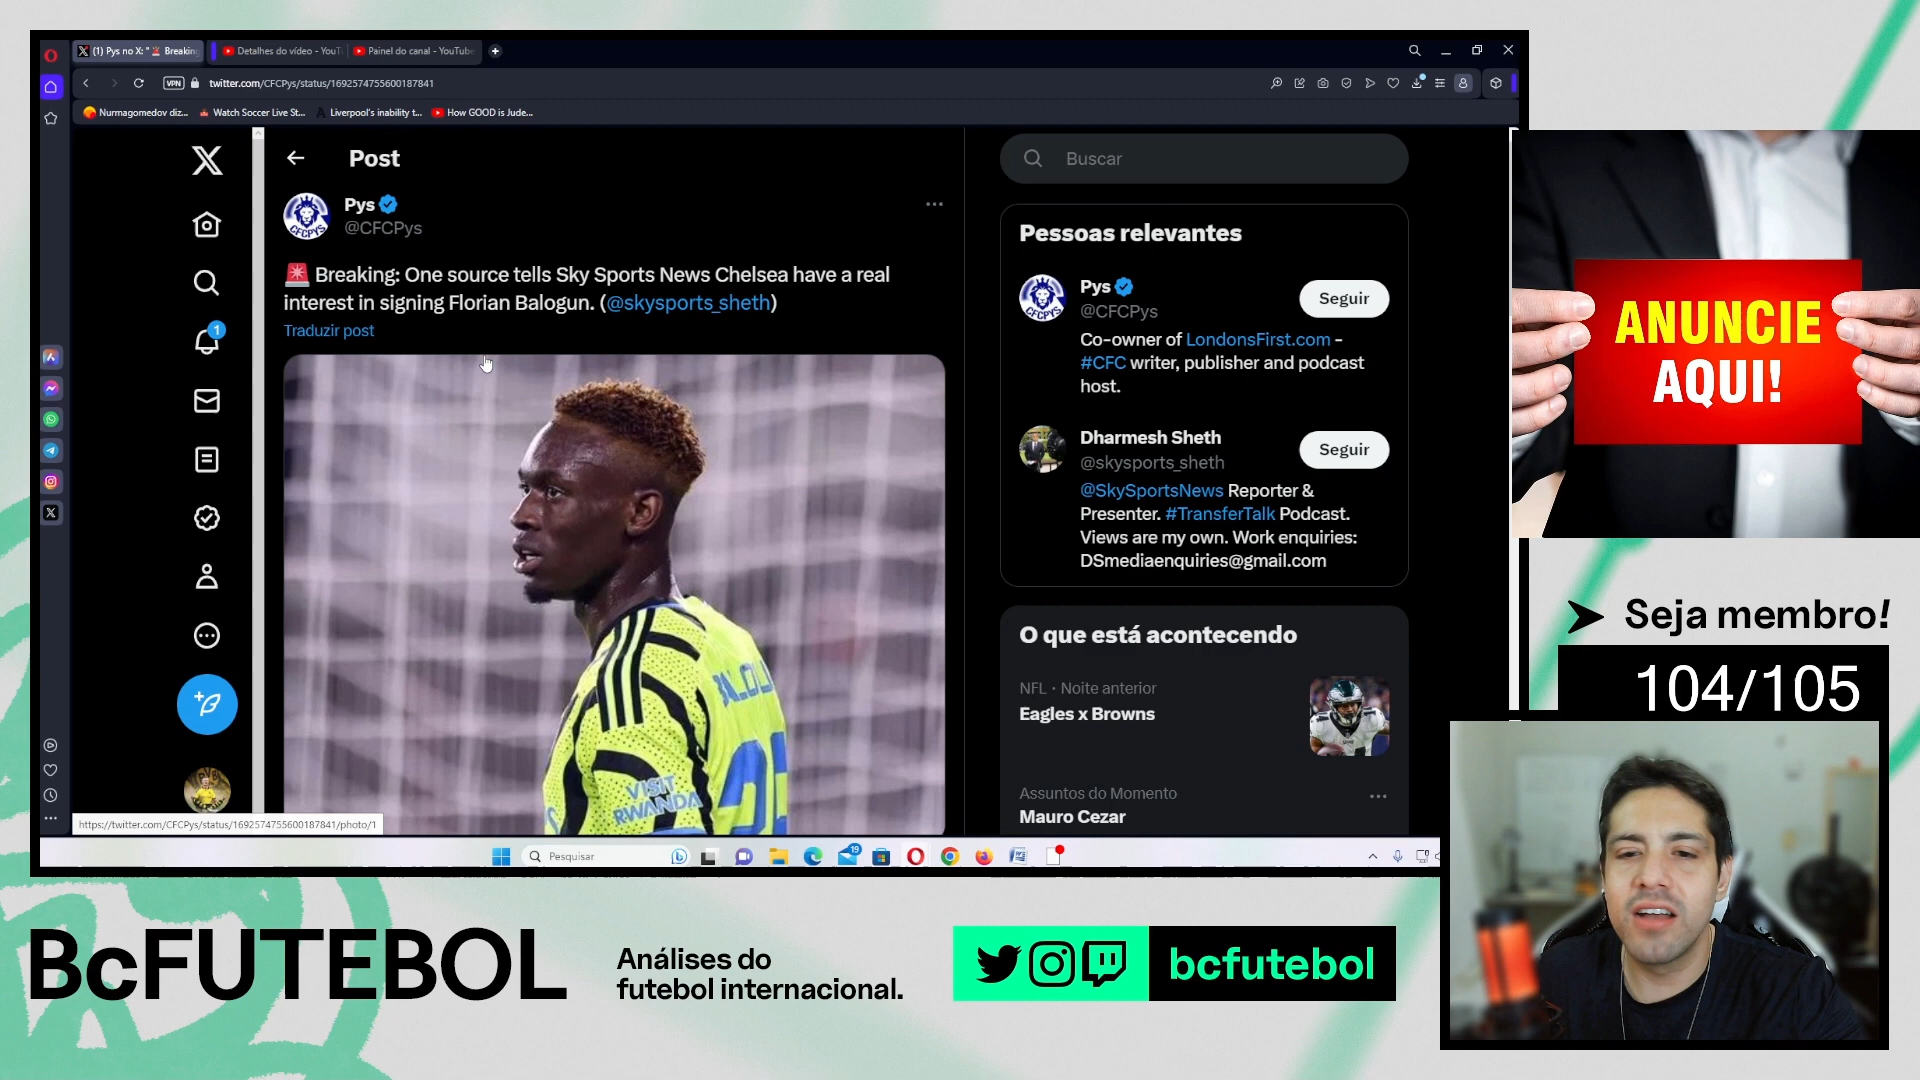 (1) Pys no X: " 🚨 Breaking
Detalhes do vídeo - YouT
Painel do canal - YouTube
VPN
twitter.com/CFCPys/status/1692574755600187841
Nurmagomedov diz...
Watch Soccer Live St...
Liverpool's inability t...
How GOOD is Jude...
Post
Pys
@CFCPys
🚨 Breaking: One source tells Sky Sports News Chelsea have a real
interest in signing Florian Balogun. (@skysports_sheth)
Traduzir post
1
CFCPYS
VISIT
RWANDA
https://twitter.com/CFCPys/status/1692574755600187841/photo/1
Buscar
Pessoas relevantes
Pys
@CFCPys
Seguir
Co-owner of LondonsFirst.com -
#CFC writer, publisher and podcast
host.
Dharmesh Sheth
@skysports_sheth
Seguir
@SkySportsNews Reporter &
Presenter. #TransferTalk Podcast.
Views are my own. Work enquiries:
DSmediaenquiries@gmail.com
O que está acontecendo
NFL · Noite anterior
Eagles x Browns
Assuntos do Momento
Mauro Cezar
Pesquisar
19
ANUNCIE
AQUI!
Seja membro!
104/105
BcFUTEBOL
Análises do
futebol internacional.
bcfutebol